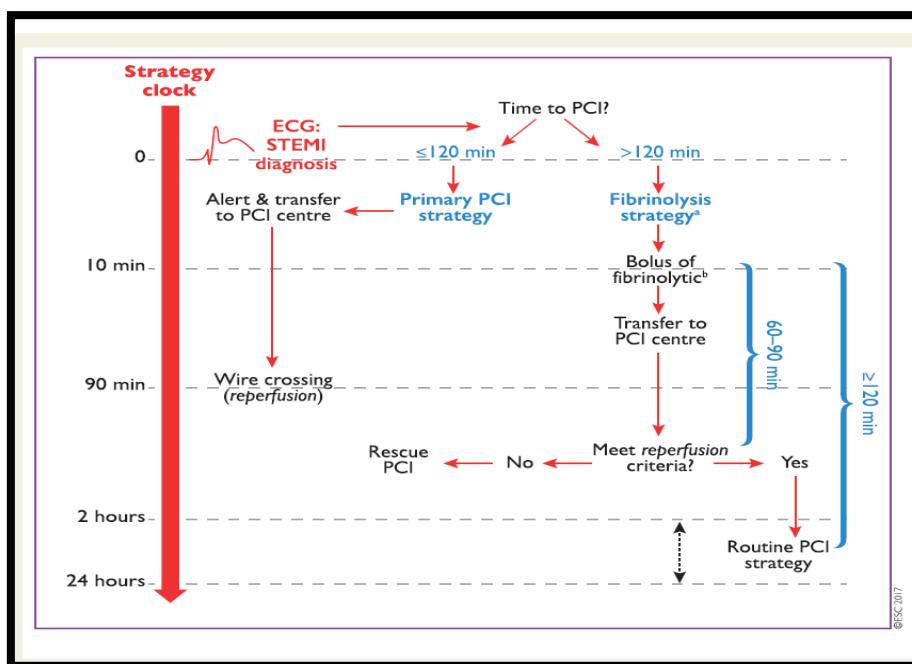 Strategy
clock
Time to PCI?
ECG:
STEMI
diagnosis
0
≤120 min
>120 min
Alert & transfer
to PCI centre
Primary PCI
strategy
Fibrinolysis
strategyᵃ
10 min
Bolus of
fibrinolyticᵇ
Transfer to
PCI centre
60–90 min
≥120 min
90 min
Wire crossing
(reperfusion)
Rescue
PCI
No
Meet reperfusion
criteria?
Yes
2 hours
Routine PCI
strategy
24 hours
©ESC 2017